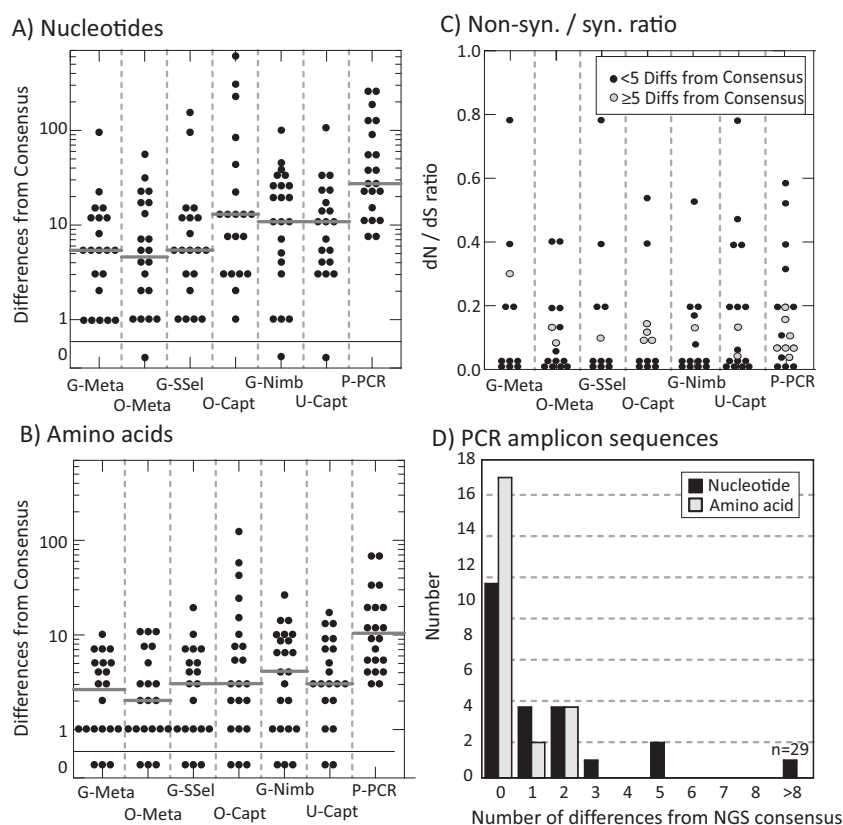 A) Nucleotides
Differences from Consensus
100
10
1
0
G-Meta
O-Meta
G-SSel
O-Capt
G-Nimb
U-Capt
P-PCR
B) Amino acids
Differences from Consensus
100
10
1
0
G-Meta
O-Meta
G-SSel
O-Capt
G-Nimb
U-Capt
P-PCR
C) Non-syn. / syn. ratio
<5 Diffs from Consensus
≥5 Diffs from Consensus
dN / dS ratio
1.0
0.8
0.6
0.4
0.2
0.0
G-Meta
O-Meta
G-SSel
O-Capt
G-Nimb
U-Capt
P-PCR
D) PCR amplicon sequences
Nucleotide
Amino acid
Number
18
16
14
12
10
8
6
4
2
0
n=29
0 1 2 3 4 5 6 7 8 >8
Number of differences from NGS consensus